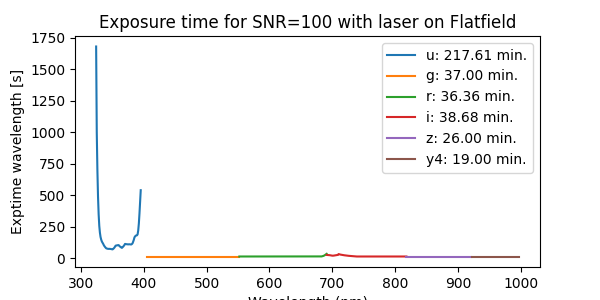 Exposure time for SNR=100 with laser on Flatfield
Exptime wavelength [s]
1750
1500
1250
1000
750
500
250
0
u: 217.61 min.
g: 37.00 min.
r: 36.36 min.
i: 38.68 min.
z: 26.00 min.
y4: 19.00 min.
300 400 500 600 700 800 900 1000
Wavelength (nm)